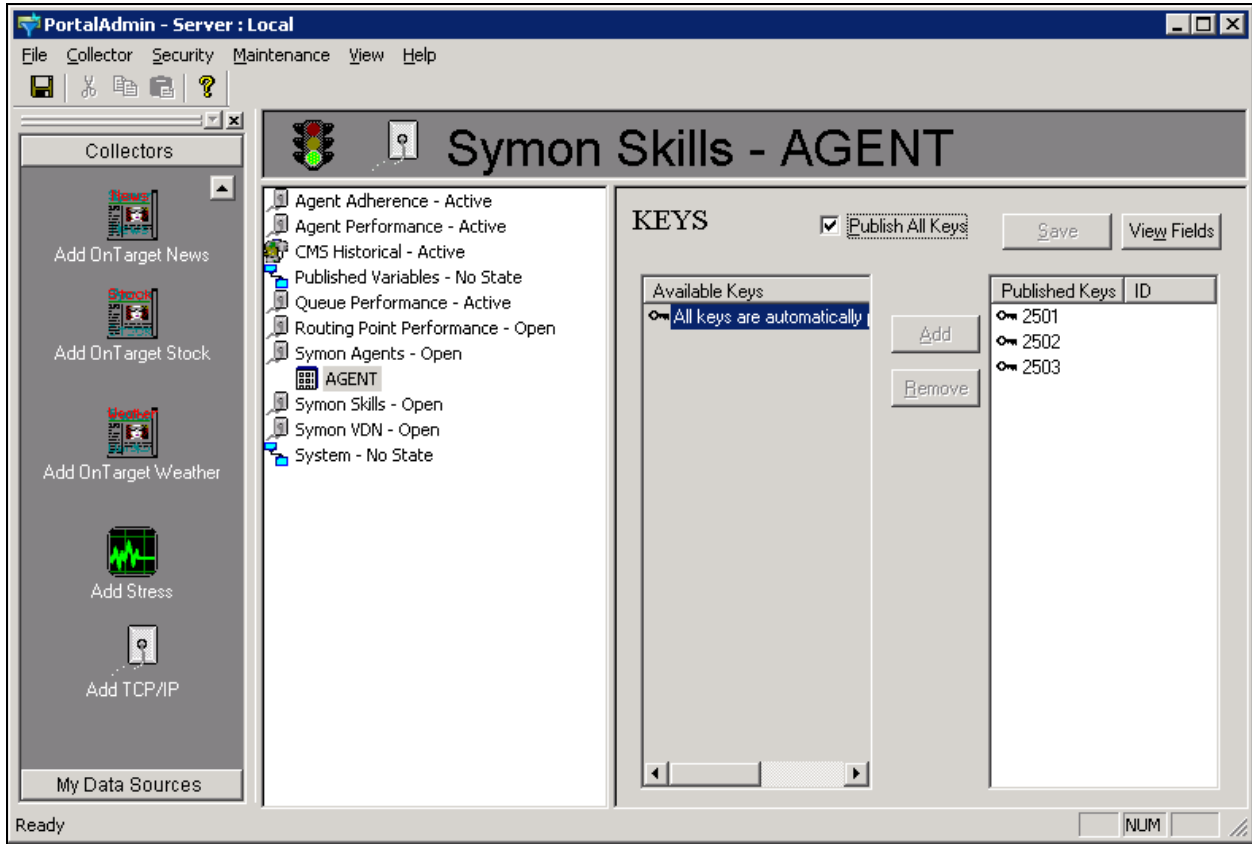 PortalAdmin - Server : Local
File Collector Security Maintenance View Help
Collectors
News
Add OnTarget News
Stock
Add OnTarget Stock
Weather
Add OnTarget Weather
Add Stress
Add TCP/IP
My Data Sources
Symon Skills - AGENT
Agent Adherence - Active
Agent Performance - Active
CMS Historical - Active
Published Variables - No State
Queue Performance - Active
Routing Point Performance - Open
Symon Agents - Open
AGENT
Symon Skills - Open
Symon VDN - Open
System - No State
KEYS
Publish All Keys
Save
View Fields
Available Keys
All keys are automatically
Add
Remove
Published Keys ID
2501
2502
2503
Ready
NUM